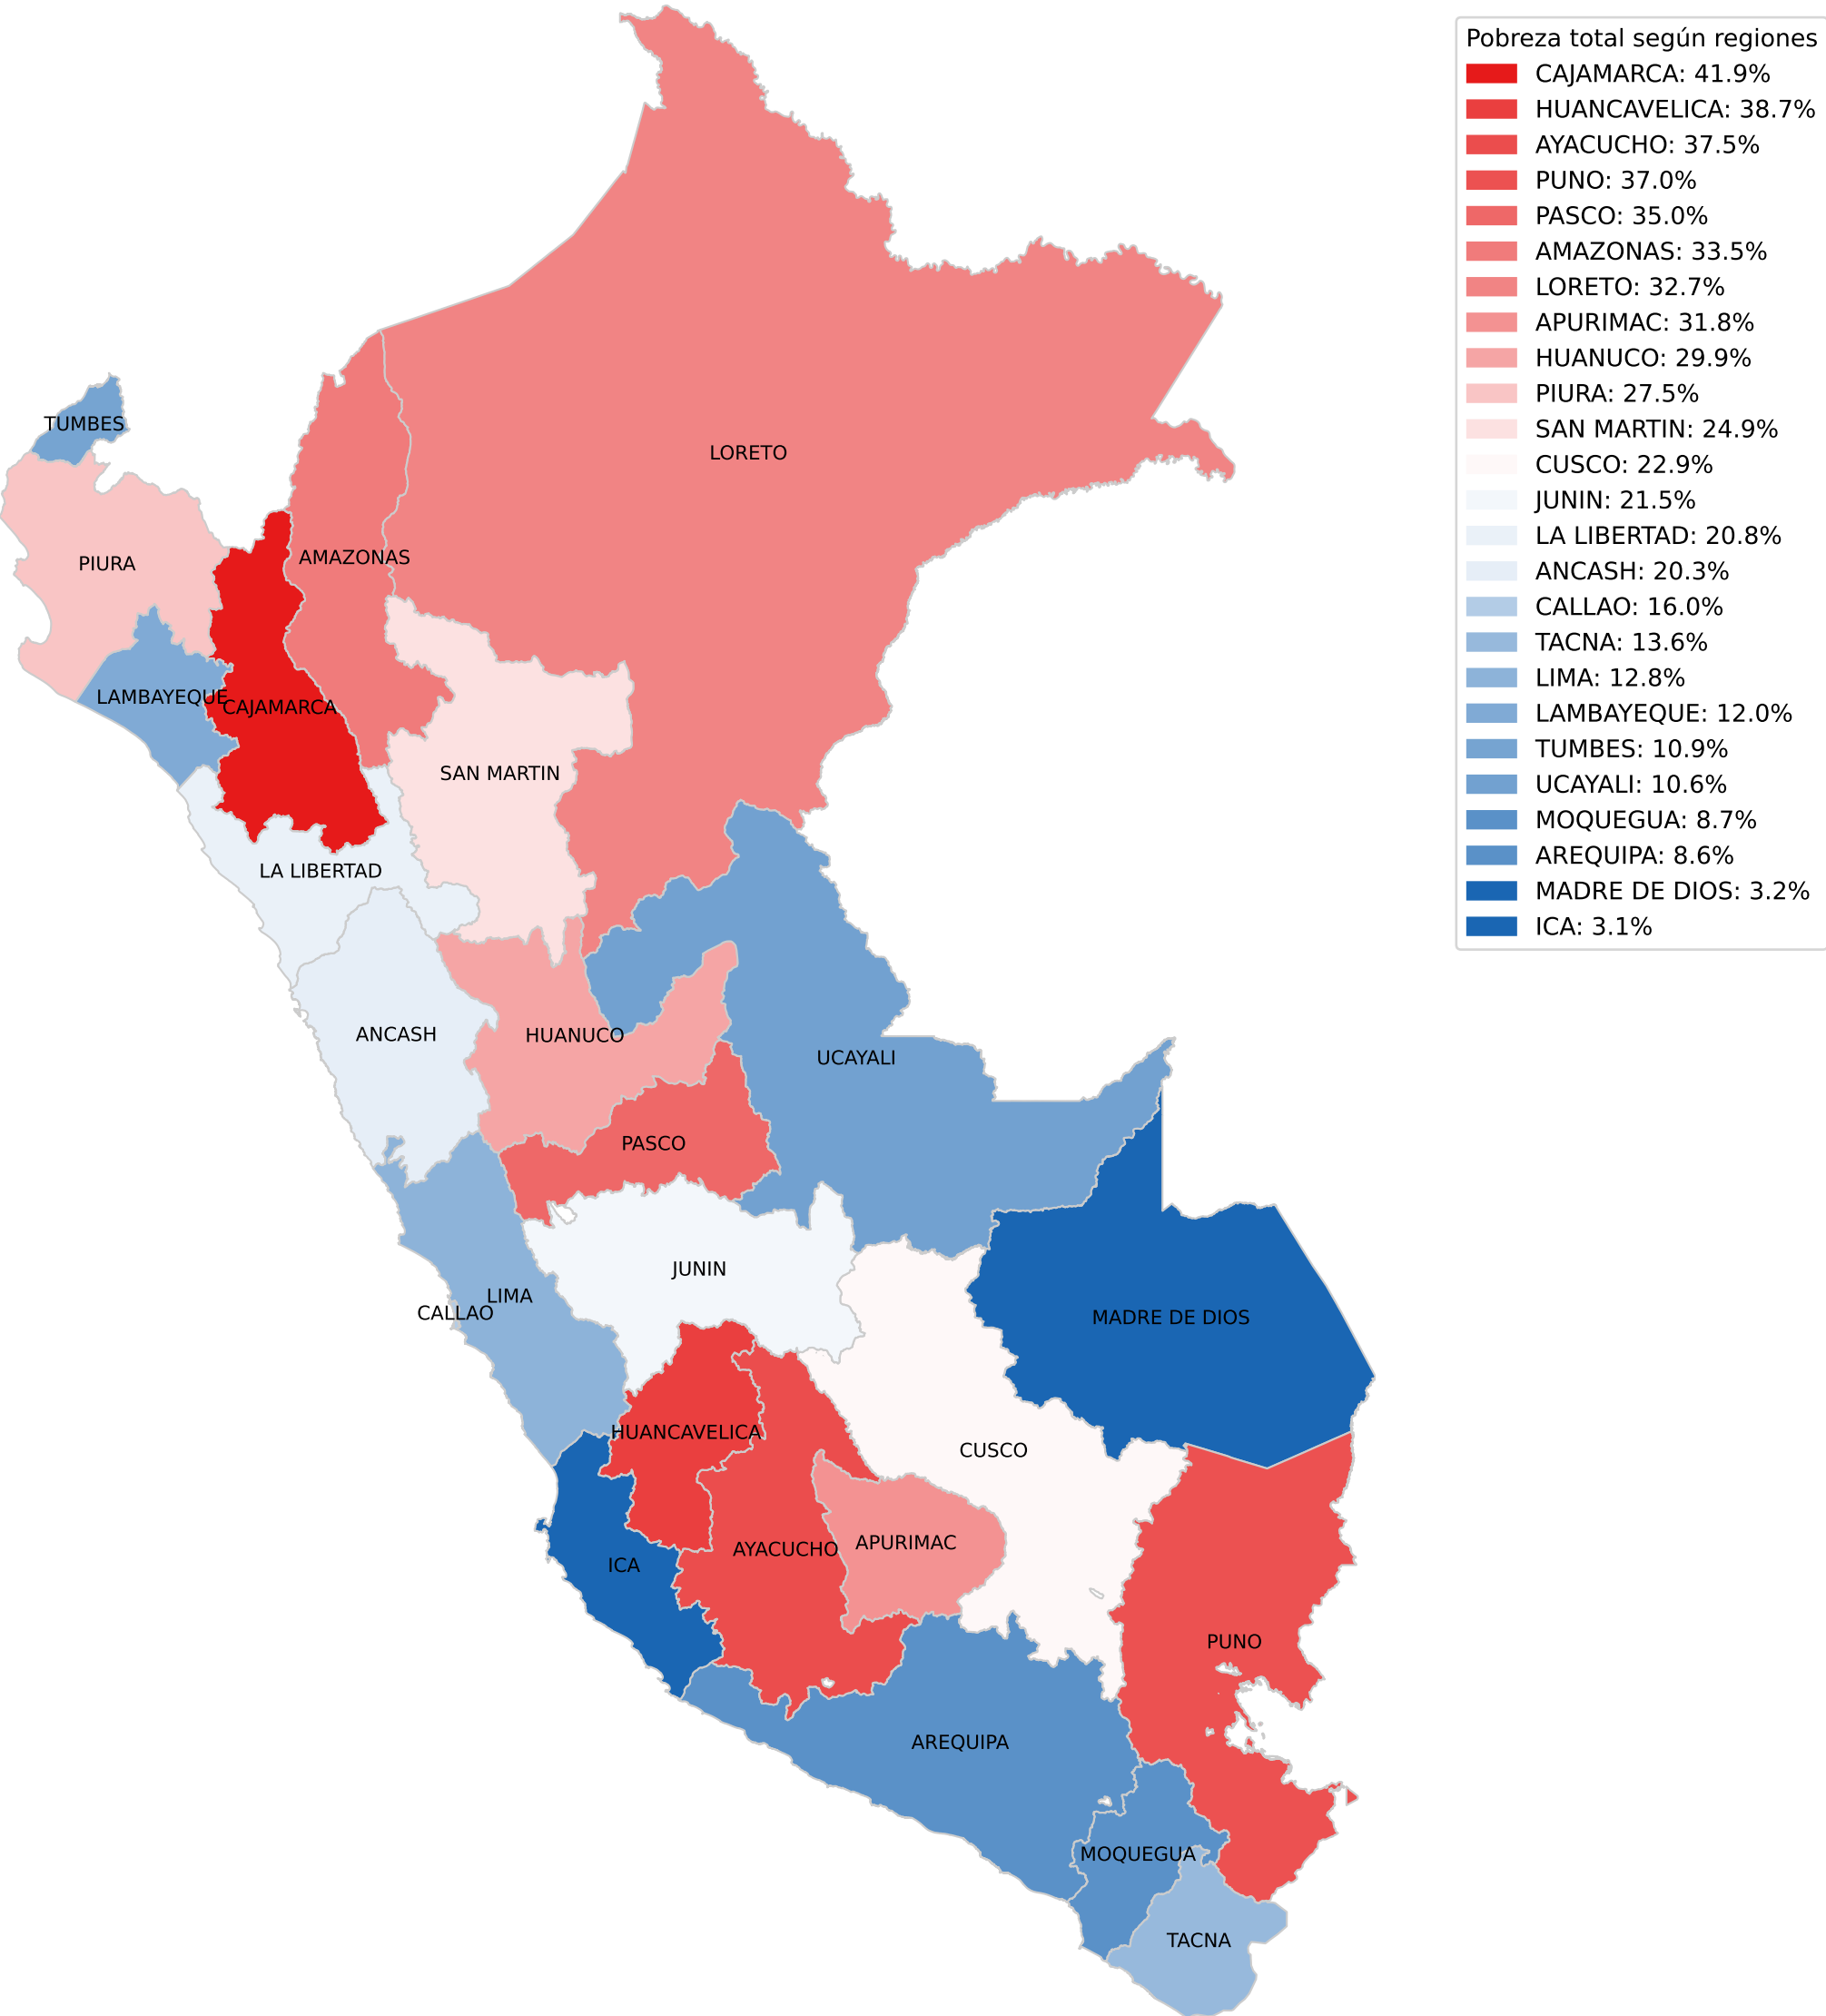 Pobreza total según regiones
CAJAMARCA: 41.9%
HUANCAVELICA: 38.7%
AYACUCHO: 37.5%
PUNO: 37.0%
PASCO: 35.0%
AMAZONAS: 33.5%
LORETO: 32.7%
APURIMAC: 31.8%
HUANUCO: 29.9%
PIURA: 27.5%
SAN MARTIN: 24.9%
CUSCO: 22.9%
JUNIN: 21.5%
LA LIBERTAD: 20.8%
ANCASH: 20.3%
CALLAO: 16.0%
TACNA: 13.6%
LIMA: 12.8%
LAMBAYEQUE: 12.0%
TUMBES: 10.9%
UCAYALI: 10.6%
MOQUEGUA: 8.7%
AREQUIPA: 8.6%
MADRE DE DIOS: 3.2%
ICA: 3.1%
TUMBES
LORETO
AMAZONAS
PIURA
LAMBAYEQUE
CAJAMARCA
SAN MARTIN
LA LIBERTAD
ANCASH
HUANUCO
UCAYALI
PASCO
JUNIN
LIMA
CALLAO
MADRE DE DIOS
HUANCAVELICA
CUSCO
APURIMAC
AYACUCHO
ICA
PUNO
AREQUIPA
MOQUEGUA
TACNA